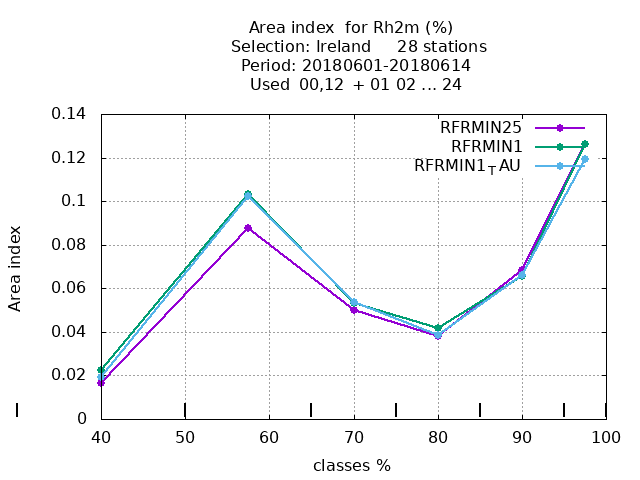 Area index  for Rh2m (%)
Selection: Ireland     28 stations
Period: 20180601-20180614
Used  00,12  + 01 02 ... 24
RFRMIN25
RFRMIN1
RFRMIN1TAU
0.14
0.12
0.1
0.08
0.06
0.04
0.02
0
Area index
40 50 60 70 80 90 100
classes %